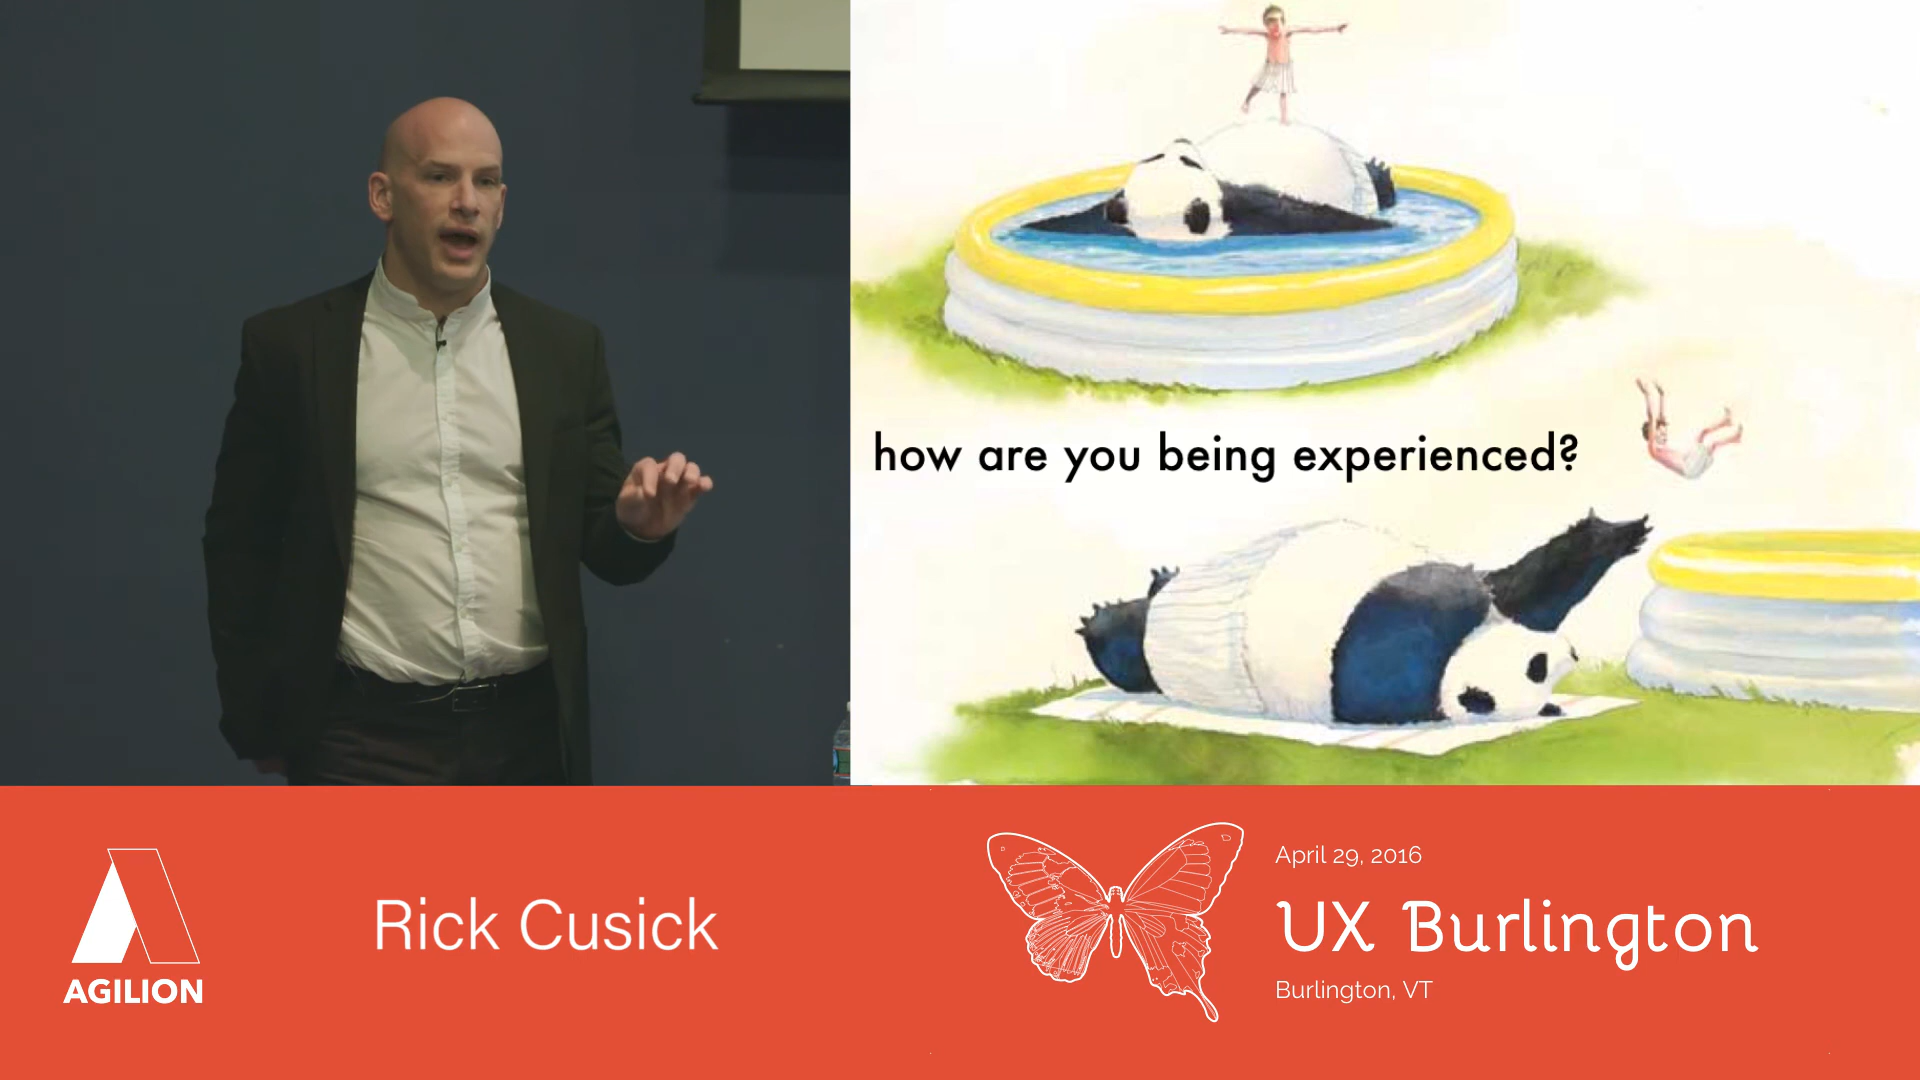 how are you being experienced?
AGILION
Rick Cusick
April 29, 2016
UX Burlington
Burlington, VT